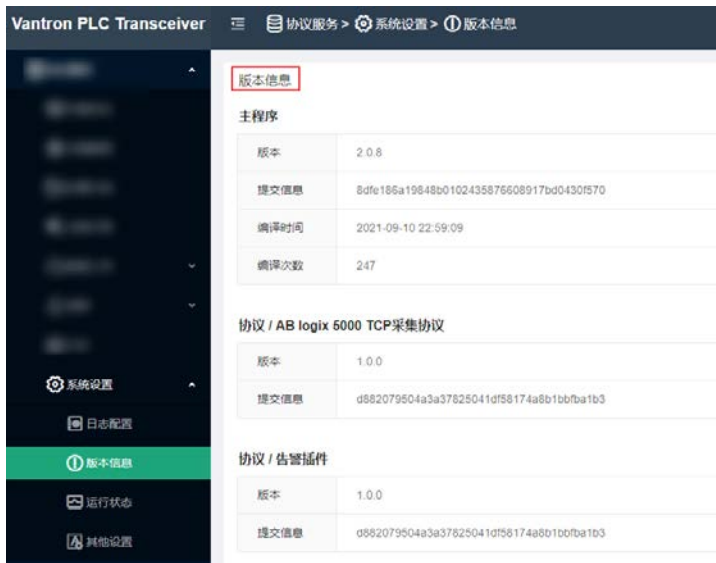 Vantron PLC Transceiver
协议服务 > 系统设置 > 版本信息
系统设置
日志配置
版本信息
运行状态
其他设置
版本信息
主程序
版本 2.0.8
提交信息 8dfe186a19848b0102435876608917bd0430f570
编译时间 2021-09-10 22:59:09
编译次数 247
协议 / AB logix 5000 TCP采集协议
版本 1.0.0
提交信息 d882079504a3a37825041df58174a8b1bbfba1b3
协议 / 告警插件
版本 1.0.0
提交信息 d882079504a3a37825041df58174a8b1bbfba1b3